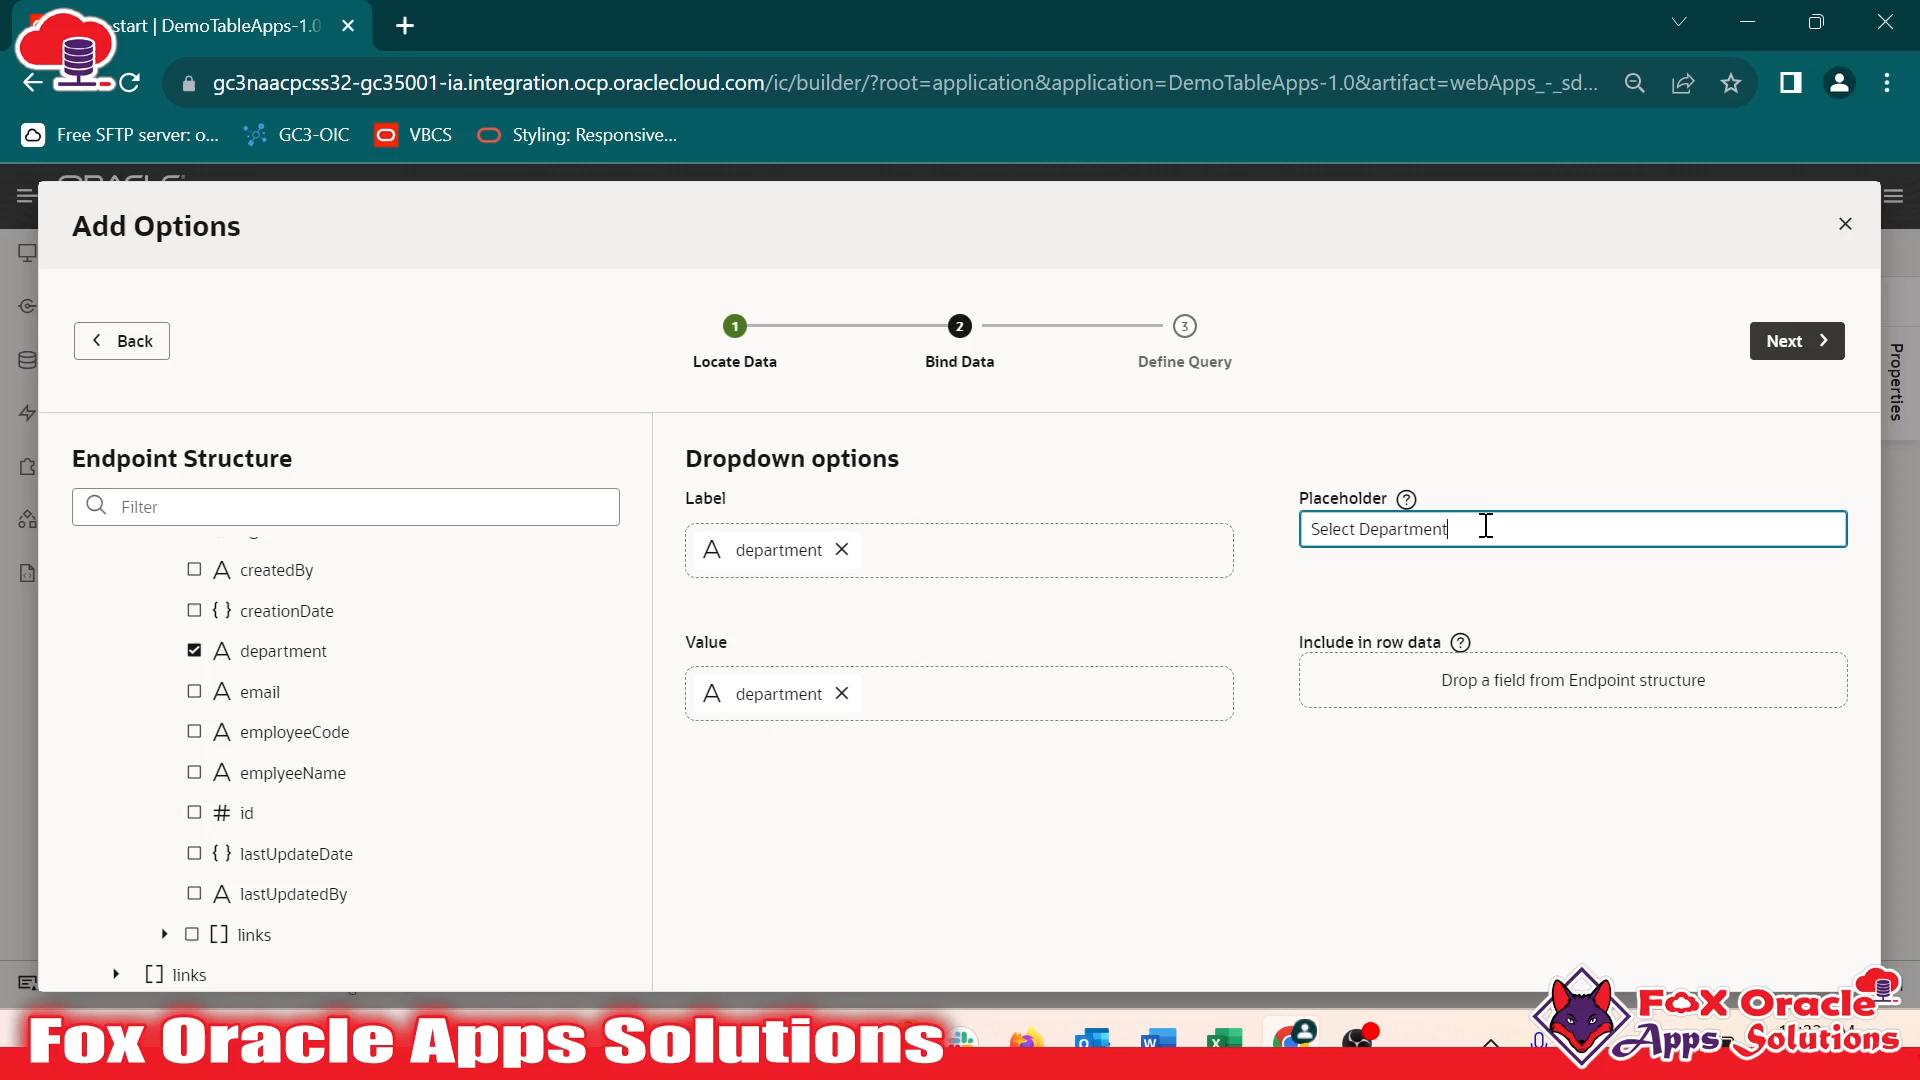 start | DemoTableApps-1.0
gc3naacpcss32-gc35001-ia.integration.ocp.oraclecloud.com/ic/builder/?root=application&application=DemoTableApps-1.0&artifact=webApps_-_sd...
Free SFTP server: o...
GC3-OIC
VBCS
Styling: Responsive...
ORACLE
Add Options
Back
1
2
3
Locate Data
Bind Data
Define Query
Next
Properties
Endpoint Structure
Filter
createdBy
creationDate
department
email
employeeCode
emplyeeName
id
lastUpdateDate
lastUpdatedBy
links
links
Dropdown options
Label
department
Placeholder
Select Department
Value
department
Include in row data
Drop a field from Endpoint structure
Fox Oracle Apps Solutions
Fox Oracle
Apps Solutions